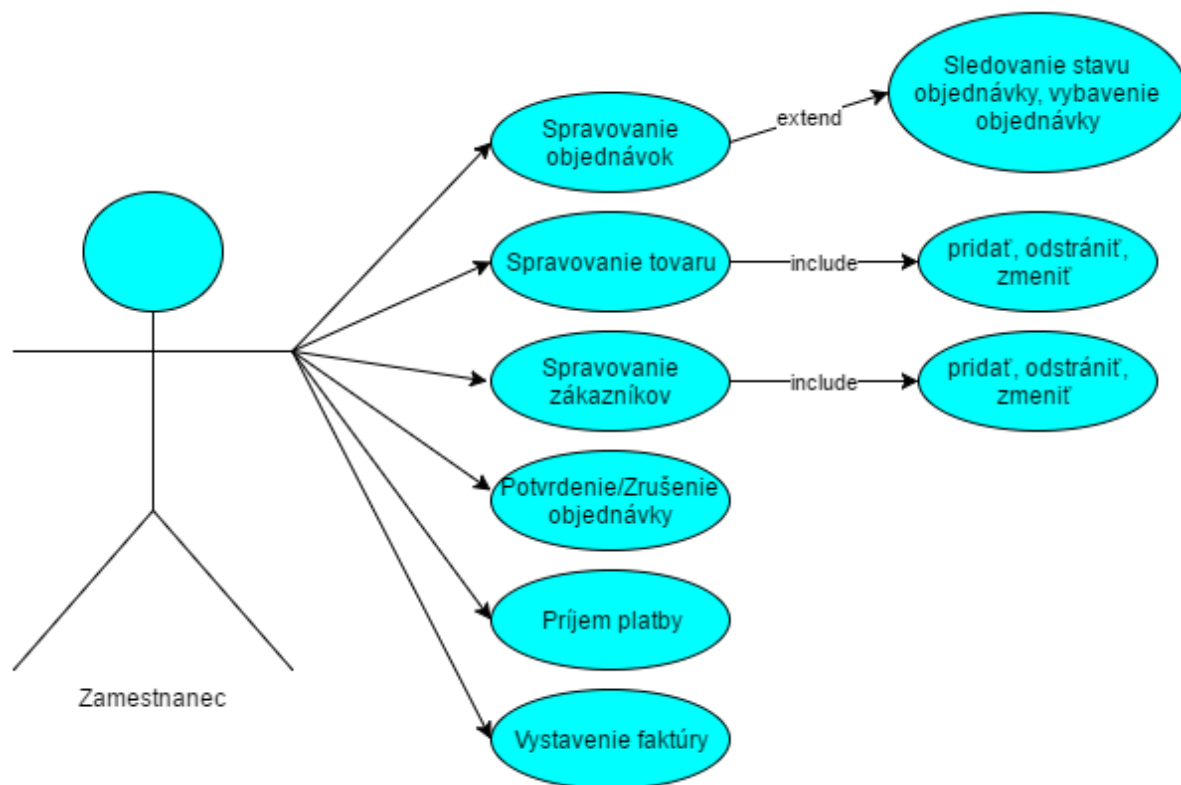 Sledovanie stavu
objednávky, vybavenie
objednávky
extend
Spravovanie
objednávok
Spravovanie tovaru
include
pridať, odstrániť,
zmeniť
Spravovanie
zákazníkov
include
pridať, odstrániť,
zmeniť
Potvrdenie/Zrušenie
objednávky
Príjem platby
Zamestnanec
Vystavenie faktúry